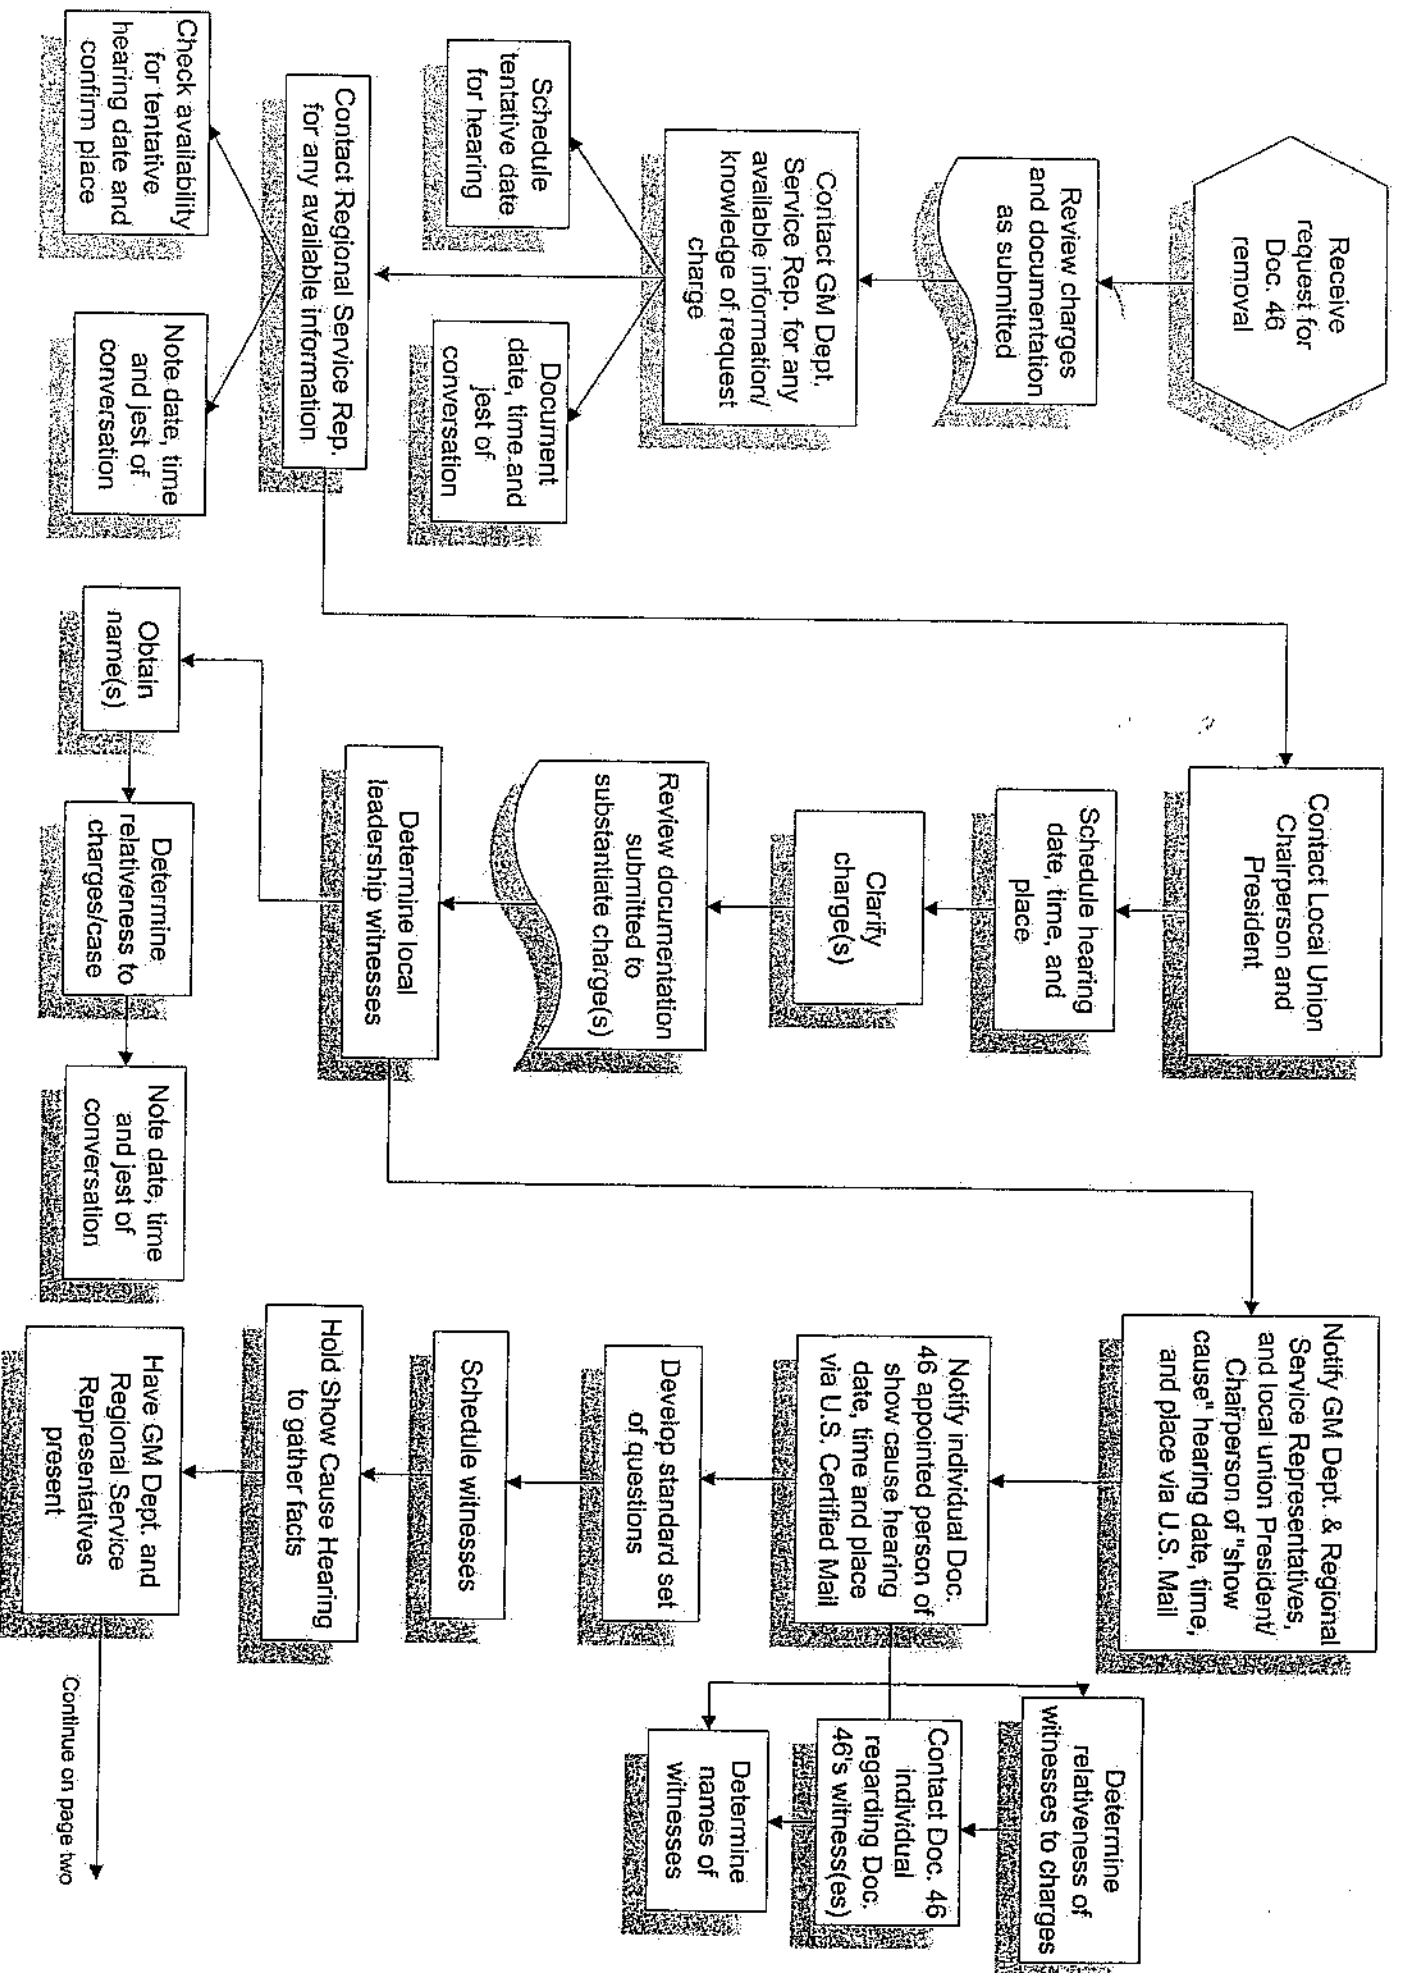 Receive
request for
Doc. 46
removal
Review charges
and documentation
as submitted
Contact GM Dept,
Service Rep. for any
available information/
knowledge of request
charge
Schedule
tentative date
for hearing
Document
date, time and
jest of
conversation
Contact Regional Service Rep.
for any available information
Check availability
for tentative
hearing date and
confirm place
Note date, time
and jest of
conversation
Contact Local Union
Chairperson and
President
Schedule hearing
date, time, and
place
Clarify
charge(s)
Review documentation
submitted to
substantiate charge(s)
Determine local
leadership witnesses
Obtain
name(s)
Determine
relativeness to
charges/case
Note date, time
and jest of
conversation
Notify GM Dept. & Regional
Service Representatives,
and local union President/
Chairperson of "show
cause" hearing date, time,
and place via U.S. Mail
Notify individual Doc.
46 appointed person of
show cause hearing
date, time and place
via U.S. Certified Mail
Determine
relativeness of
witnesses to charges
Contact Doc. 46
individual
regarding Doc.
46's witness(es)
Determine
names of
witnesses
Develop standard set
of questions
Schedule witnesses
Hold Show Cause Hearing
to gather facts
Have GM Dept. and
Regional Service
Representatives
present
Continue on page two